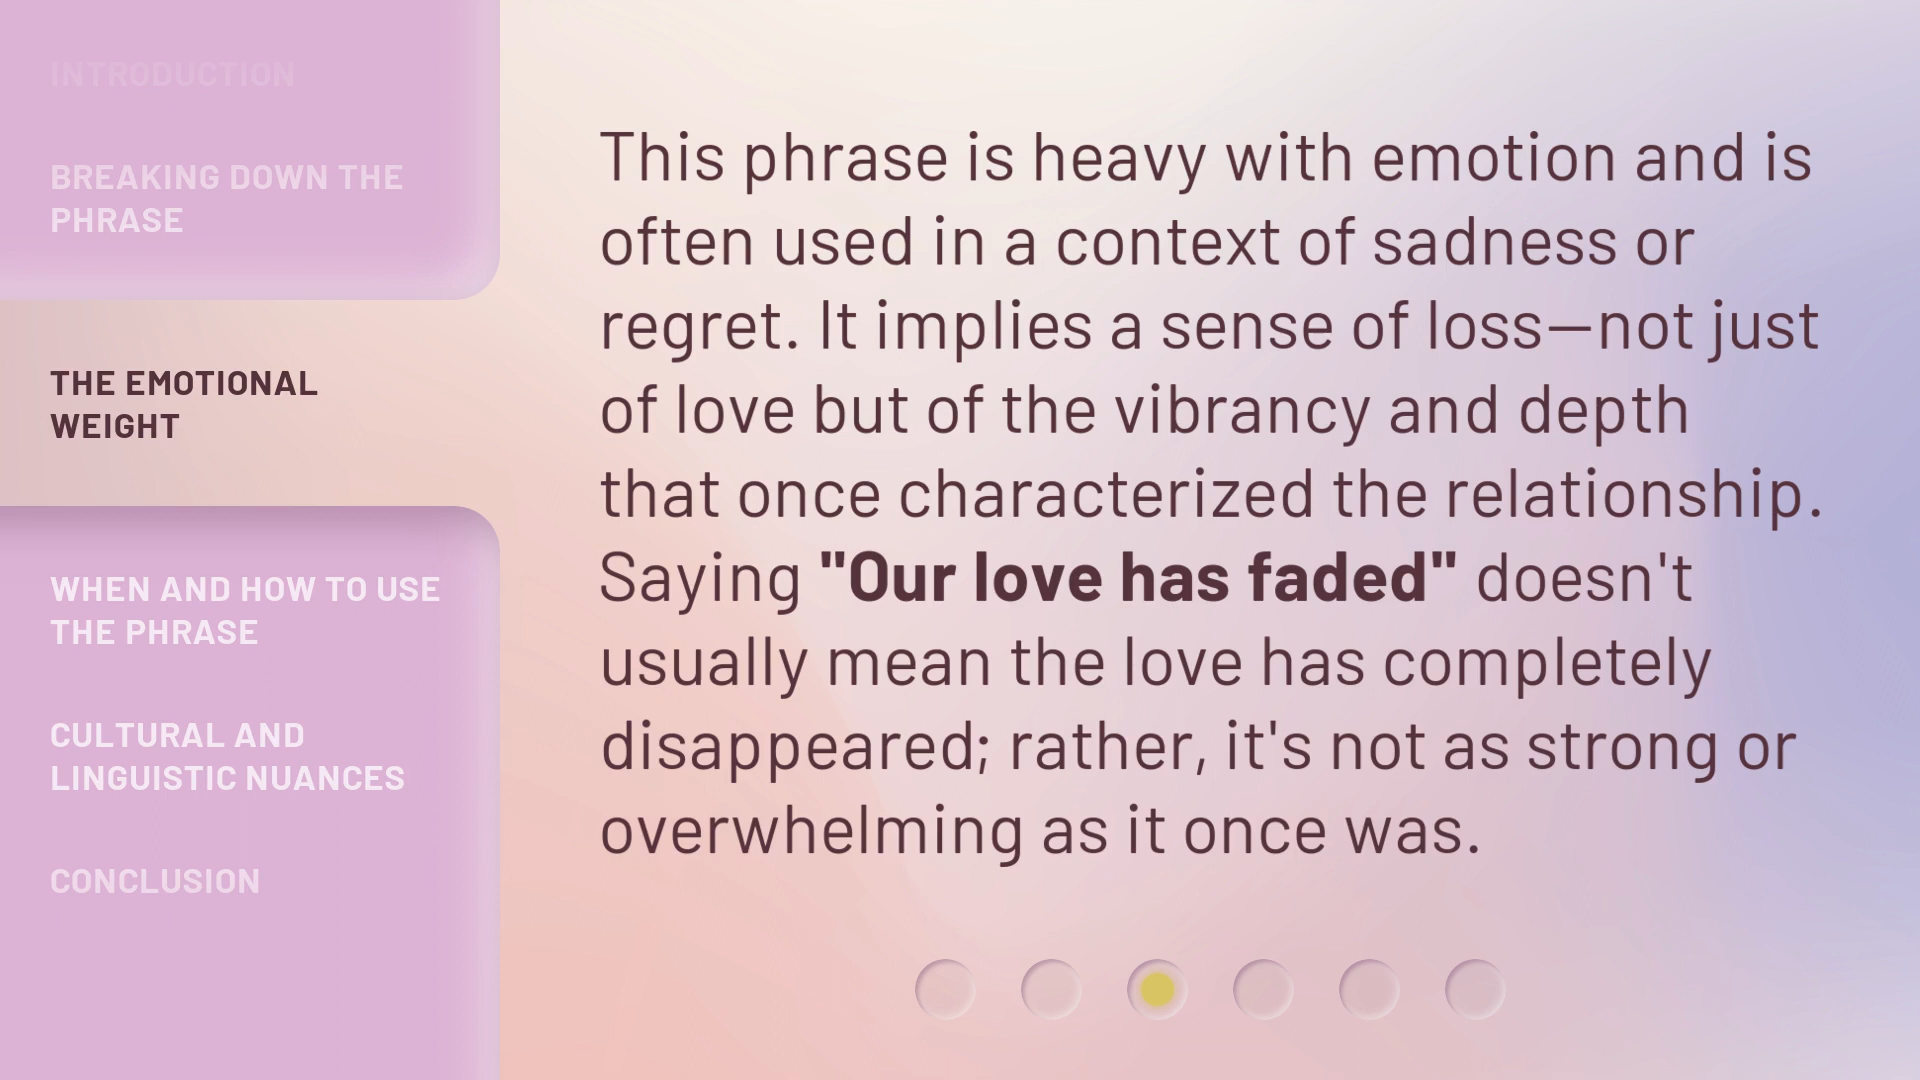 INTRODUCTION
BREAKING DOWN THE
PHRASE
THE EMOTIONAL
WEIGHT
WHEN AND HOW TO USE
THE PHRASE
CULTURAL AND
LINGUISTIC NUANCES
CONCLUSION
This phrase is heavy with emotion and is
often used in a context of sadness or
regret. It implies a sense of loss—not just
of love but of the vibrancy and depth
that once characterized the relationship.
Saying "Our love has faded" doesn't
usually mean the love has completely
disappeared; rather, it's not as strong or
overwhelming as it once was.